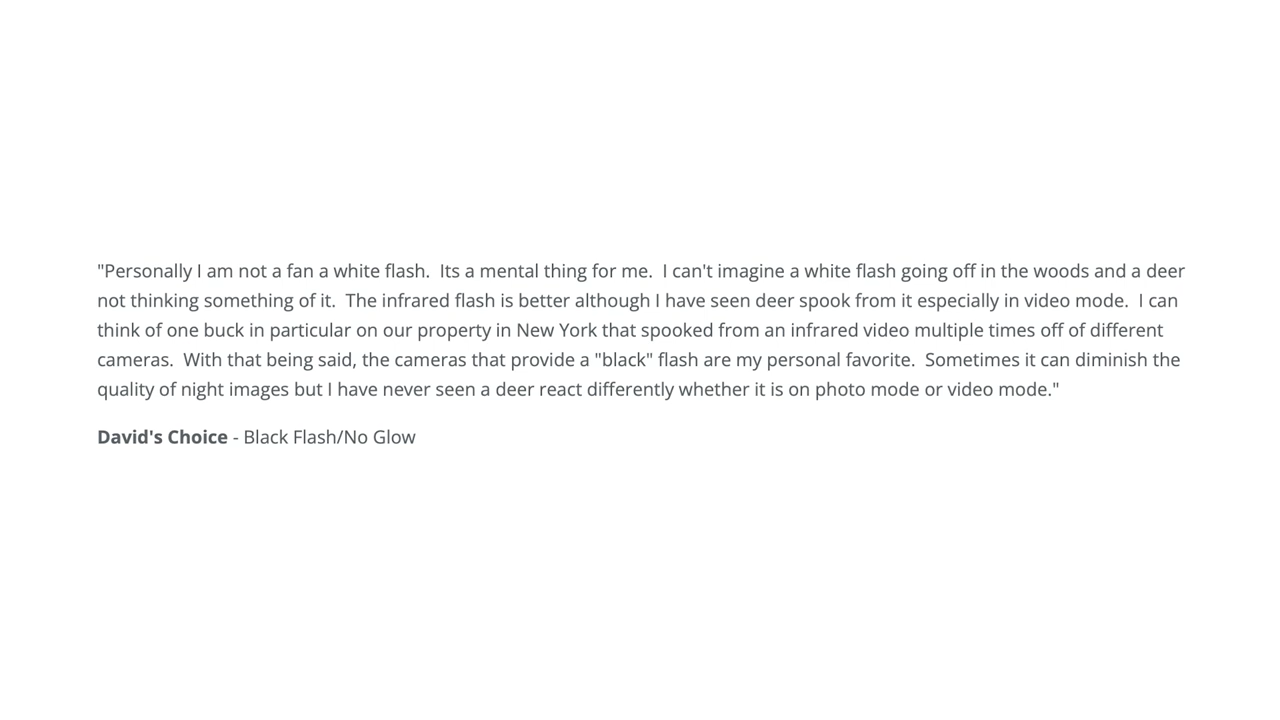 "Personally I am not a fan a white flash.  Its a mental thing for me.  I can't imagine a white flash going off in the woods and a deer
not thinking something of it.  The infrared flash is better although I have seen deer spook from it especially in video mode.  I can
think of one buck in particular on our property in New York that spooked from an infrared video multiple times off of different
cameras.  With that being said, the cameras that provide a "black" flash are my personal favorite.  Sometimes it can diminish the
quality of night images but I have never seen a deer react differently whether it is on photo mode or video mode."
David's Choice - Black Flash/No Glow